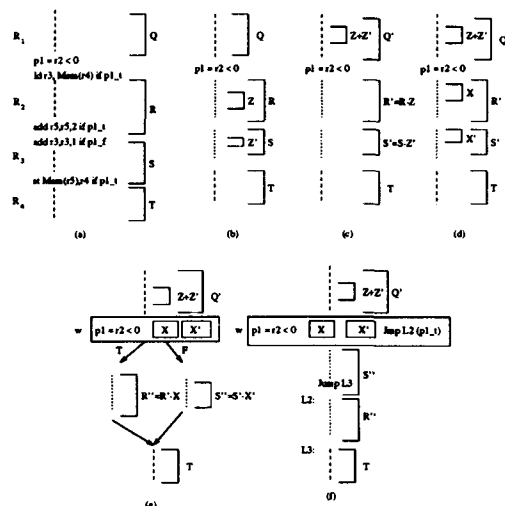 R1 Q Q Z+Z' Q' Z+Z' Q'
p1 = r2 < 0 p1 = r2 < 0 p1 = r2 < 0 p1 = r2 < 0
ld r3, Mem(r4) if p1_t
R2 R Z R R'=R-Z X R'
add r5,r5,2 if p1_t
add r3,r3,1 if p1_f Z' S S'=S-Z' X' S'
R3 S
st Mem(r5),r4 if p1_t
R4 T T T T
(a) (b) (c) (d)
Z+Z' Q' Z+Z' Q'
w p1 = r2 < 0 X X' w p1 = r2 < 0 X X' Jmp L2 (p1_t)
T F
S''
Jump L3
R''=R'-X S''=S'-X' L2: R''
L3:
T T
(e) (f)